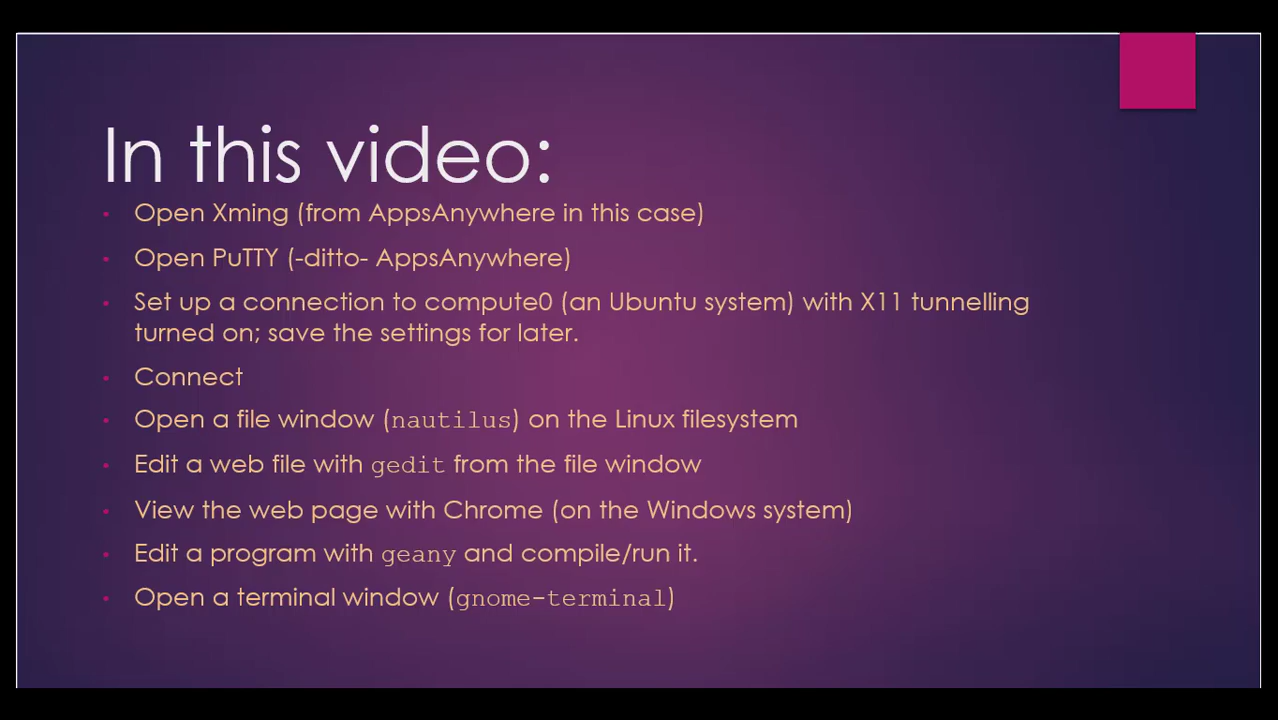 In this video:
Open Xming (from AppsAnywhere in this case)
Open PuTTY (-ditto- AppsAnywhere)
Set up a connection to compute0 (an Ubuntu system) with X11 tunnelling
turned on; save the settings for later.
Connect
Open a file window (nautilus) on the Linux filesystem
Edit a web file with gedit from the file window
View the web page with Chrome (on the Windows system)
Edit a program with geany and compile/run it.
Open a terminal window (gnome-terminal)